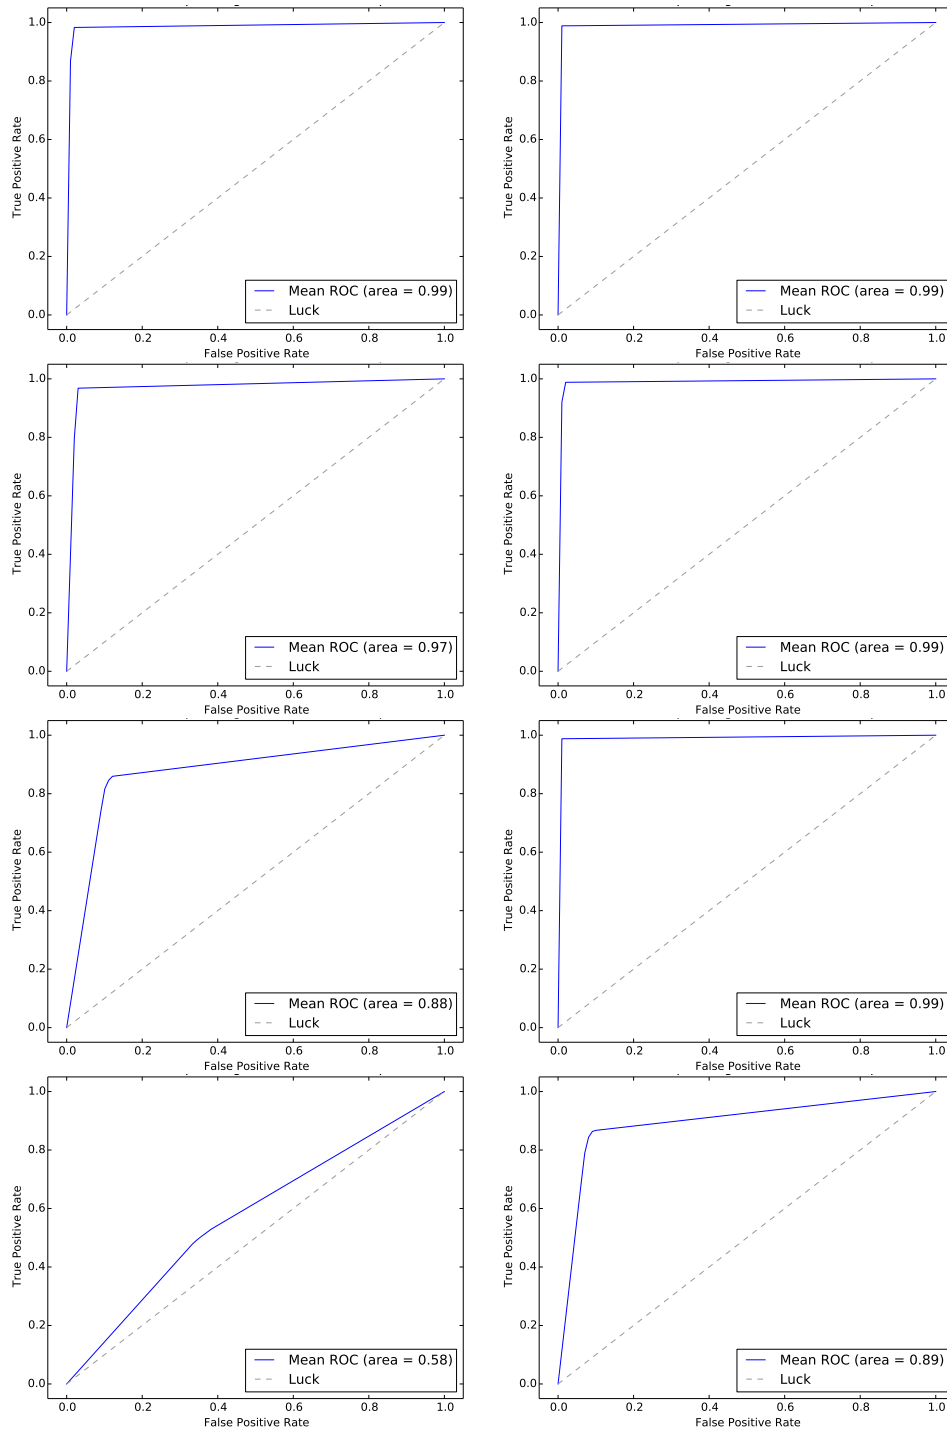 1.0
0.8
0.6
0.4
0.2
0.0
True Positive Rate
Mean ROC (area = 0.99)
Luck
0.0 0.2 0.4 0.6 0.8 1.0
False Positive Rate
1.0
0.8
0.6
0.4
0.2
0.0
True Positive Rate
Mean ROC (area = 0.99)
Luck
0.0 0.2 0.4 0.6 0.8 1.0
False Positive Rate
1.0
0.8
0.6
0.4
0.2
0.0
True Positive Rate
Mean ROC (area = 0.97)
Luck
0.0 0.2 0.4 0.6 0.8 1.0
False Positive Rate
1.0
0.8
0.6
0.4
0.2
0.0
True Positive Rate
Mean ROC (area = 0.99)
Luck
0.0 0.2 0.4 0.6 0.8 1.0
False Positive Rate
1.0
0.8
0.6
0.4
0.2
0.0
True Positive Rate
Mean ROC (area = 0.88)
Luck
0.0 0.2 0.4 0.6 0.8 1.0
False Positive Rate
1.0
0.8
0.6
0.4
0.2
0.0
True Positive Rate
Mean ROC (area = 0.99)
Luck
0.0 0.2 0.4 0.6 0.8 1.0
False Positive Rate
1.0
0.8
0.6
0.4
0.2
0.0
True Positive Rate
Mean ROC (area = 0.58)
Luck
0.0 0.2 0.4 0.6 0.8 1.0
False Positive Rate
1.0
0.8
0.6
0.4
0.2
0.0
True Positive Rate
Mean ROC (area = 0.89)
Luck
0.0 0.2 0.4 0.6 0.8 1.0
False Positive Rate